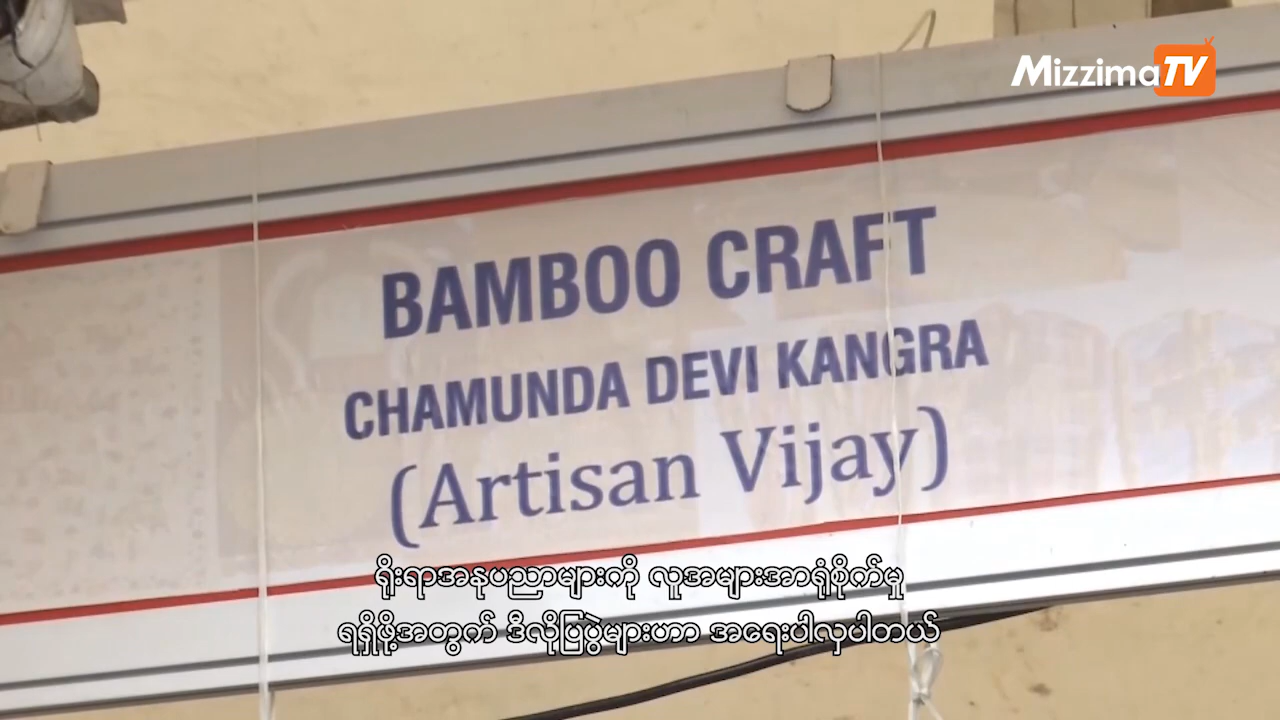 MizzimaTV
BAMBOO CRAFT
CHAMUNDA DEVI KANGRA
(Artisan Vijay)
ရိုးရာအနုပညာများကို လူအများအာရုံစိုက်မှု
ရရှိဖို့အတွက် ဒီလိုပြပွဲများဟာ အရေးပါလှပါတယ်